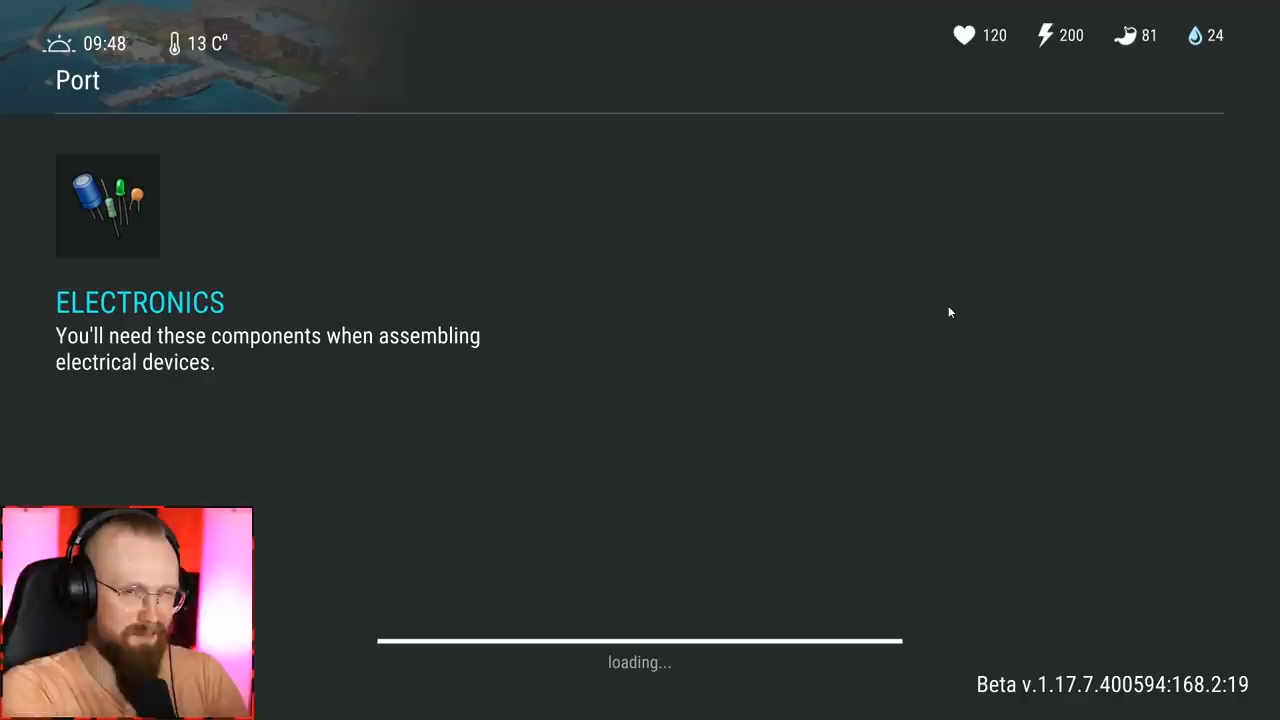 09:48 13 C°
120 200 81 24
Port
ELECTRONICS
You'll need these components when assembling
electrical devices.
loading...
Beta v.1.17.7.400594:168.2:19